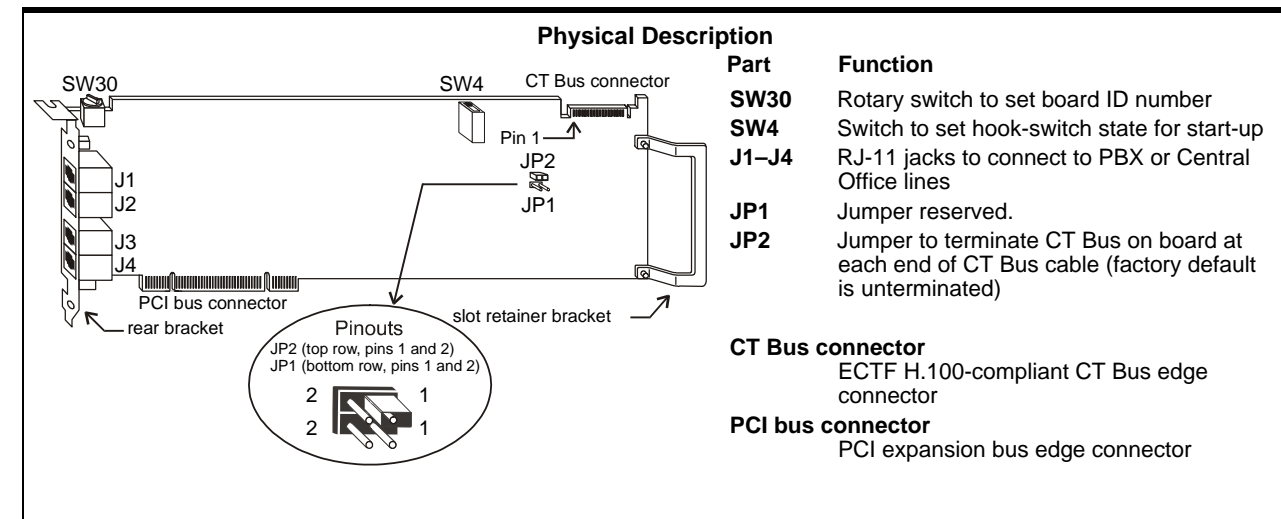 Physical Description
SW30
SW4
CT Bus connector
Pin 1
JP2
JP1
J1
J2
J3
J4
PCI bus connector
rear bracket
slot retainer bracket
Pinouts
JP2 (top row, pins 1 and 2)
JP1 (bottom row, pins 1 and 2)
2 1
2 1
Part Function
SW30 Rotary switch to set board ID number
SW4 Switch to set hook-switch state for start-up
J1–J4 RJ-11 jacks to connect to PBX or Central
Office lines
JP1 Jumper reserved.
JP2 Jumper to terminate CT Bus on board at
each end of CT Bus cable (factory default
is unterminated)
CT Bus connector
ECTF H.100-compliant CT Bus edge
connector
PCI bus connector
PCI expansion bus edge connector